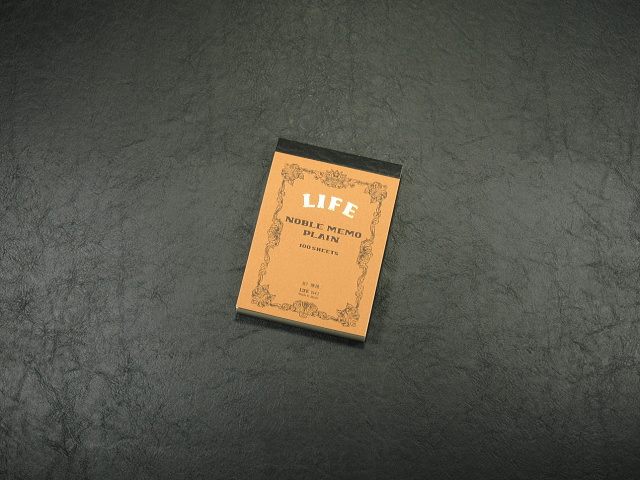 LIFE
NOBLE MEMO
PLAIN
100 SHEETS